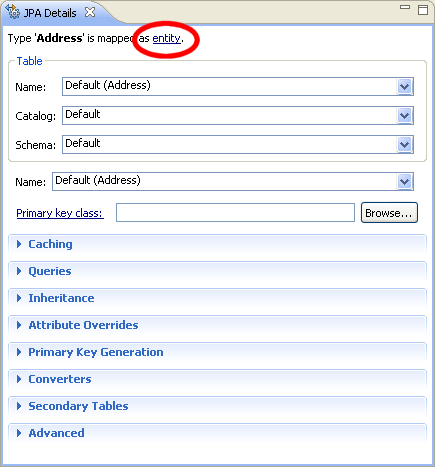 JPA Details
Type 'Address' is mapped as entity.
Table
Name: Default (Address)
Catalog: Default
Schema: Default
Name: Default (Address)
Primary key class: Browse...
Caching
Queries
Inheritance
Attribute Overrides
Primary Key Generation
Converters
Secondary Tables
Advanced